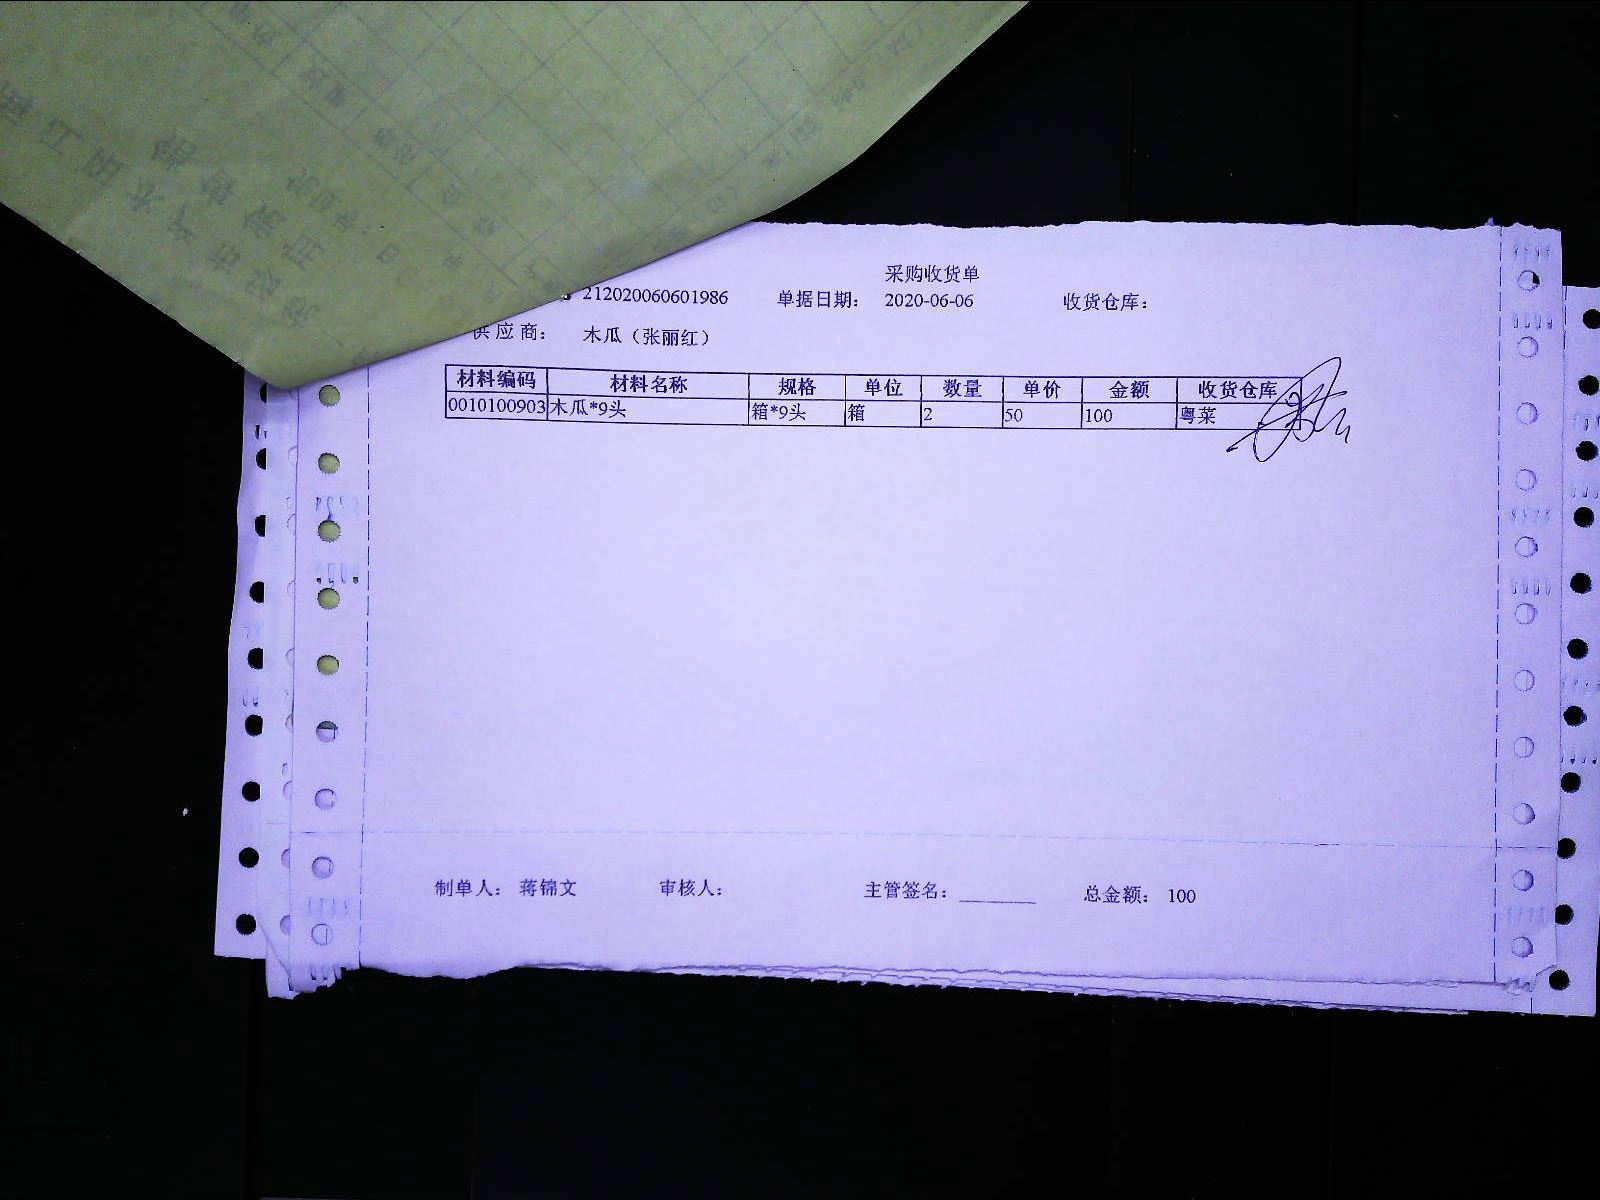 采购收货单
212020060601986 单据日期： 2020-06-06 收货仓库：
供应商： 木瓜（张丽红）
材料编码 材料名称 规格 单位 数量 单价 金额 收货仓库
0010100903 木瓜*9头 箱*9头 箱 2 50 100 粤菜
制单人： 蒋锦文 审核人： 主管签名：________ 总金额： 100